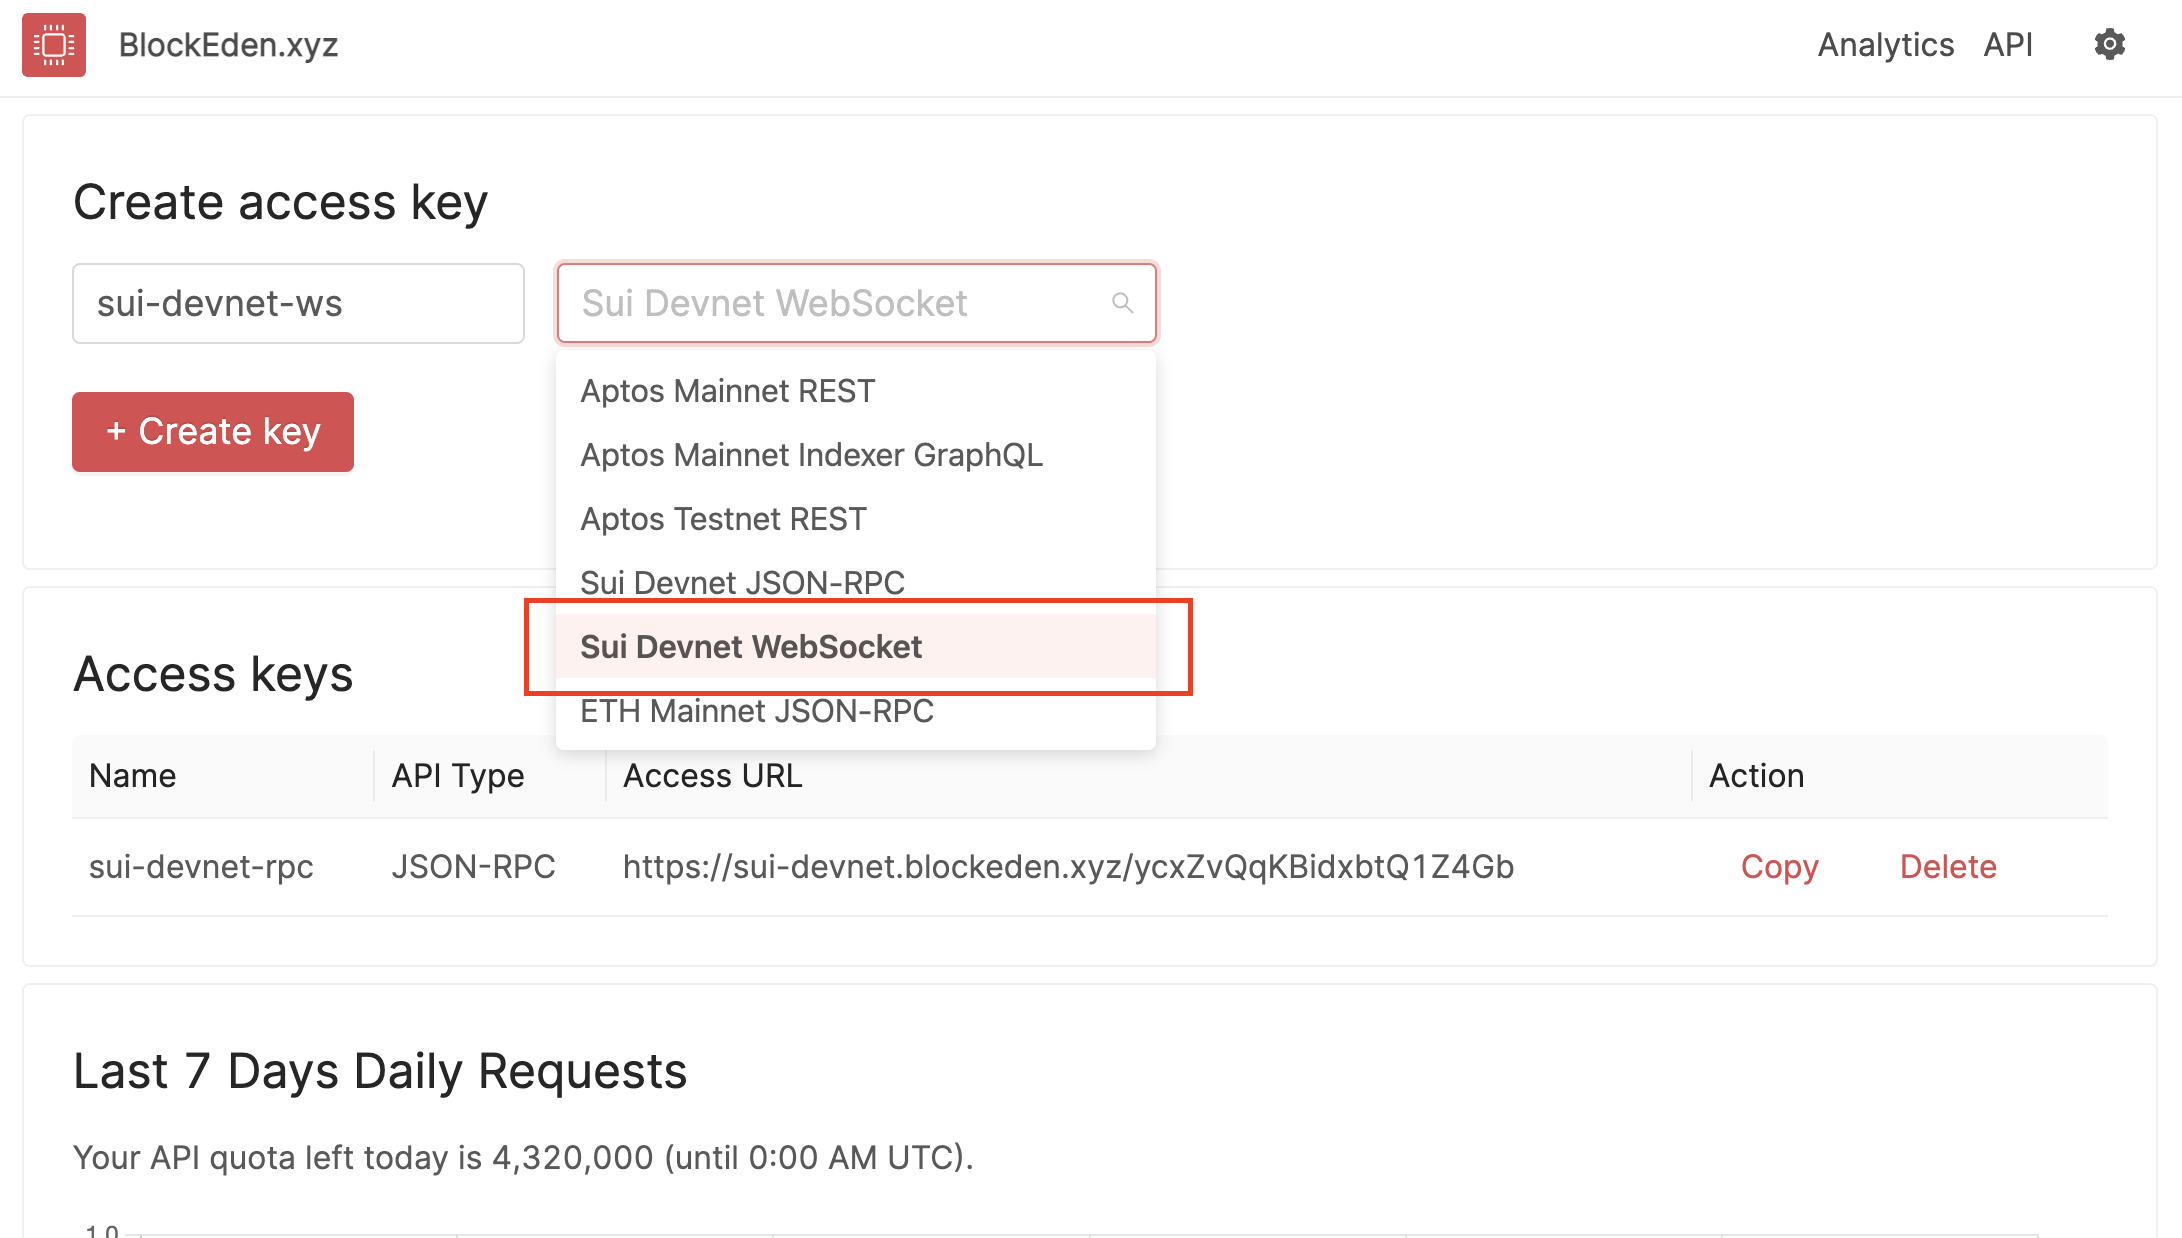 BlockEden.xyz
Analytics API
Create access key
sui-devnet-ws
Sui Devnet WebSocket
Aptos Mainnet REST
Aptos Mainnet Indexer GraphQL
Aptos Testnet REST
Sui Devnet JSON-RPC
Sui Devnet WebSocket
ETH Mainnet JSON-RPC
+ Create key
Access keys
Name API Type Access URL Action
sui-devnet-rpc JSON-RPC https://sui-devnet.blockeden.xyz/ycxZvQqKBidxbtQ1Z4Gb Copy Delete
Last 7 Days Daily Requests
Your API quota left today is 4,320,000 (until 0:00 AM UTC).
1.0